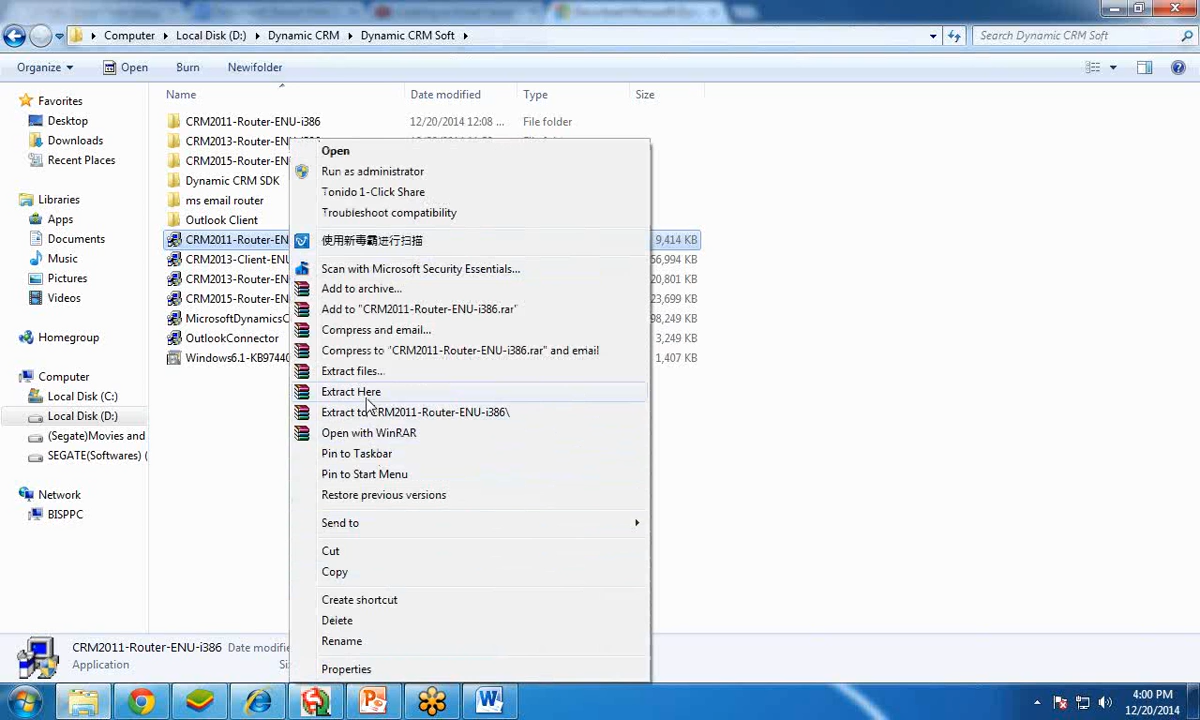 Computer Local Disk (D:) Dynamic CRM Dynamic CRM Soft
Search Dynamic CRM Soft
Organize Open Burn New folder
Name Date modified Type Size
Favorites
Desktop
Downloads
Recent Places
Libraries
Apps
Documents
Music
Pictures
Videos
Homegroup
Computer
Local Disk (C:)
Local Disk (D:)
(Segate)Movies and
SEGATE(Softwares) (
Network
BISPPC
CRM2011-Router-ENU-i386 12/20/2014 12:08 ... File folder
CRM2013-Router-ENU-i386
CRM2015-Router-EN
Dynamic CRM SDK
ms email router
Outlook Client
CRM2011-Router-EN 9,414 KB
CRM2013-Client-ENU 56,994 KB
CRM2013-Router-EN 20,801 KB
CRM2015-Router-EN 23,699 KB
MicrosoftDynamicsC 98,249 KB
OutlookConnector 3,249 KB
Windows6.1-KB97440 1,407 KB
Open
Run as administrator
Tonido 1-Click Share
Troubleshoot compatibility
使用新毒霸进行扫描
Scan with Microsoft Security Essentials...
Add to archive...
Add to "CRM2011-Router-ENU-i386.rar"
Compress and email...
Compress to "CRM2011-Router-ENU-i386.rar" and email
Extract files...
Extract Here
Extract to CRM2011-Router-ENU-i386\
Open with WinRAR
Pin to Taskbar
Pin to Start Menu
Restore previous versions
Send to
Cut
Copy
Create shortcut
Delete
Rename
Properties
CRM2011-Router-ENU-i386 Date modifie
Application Si
4:00 PM
12/20/2014